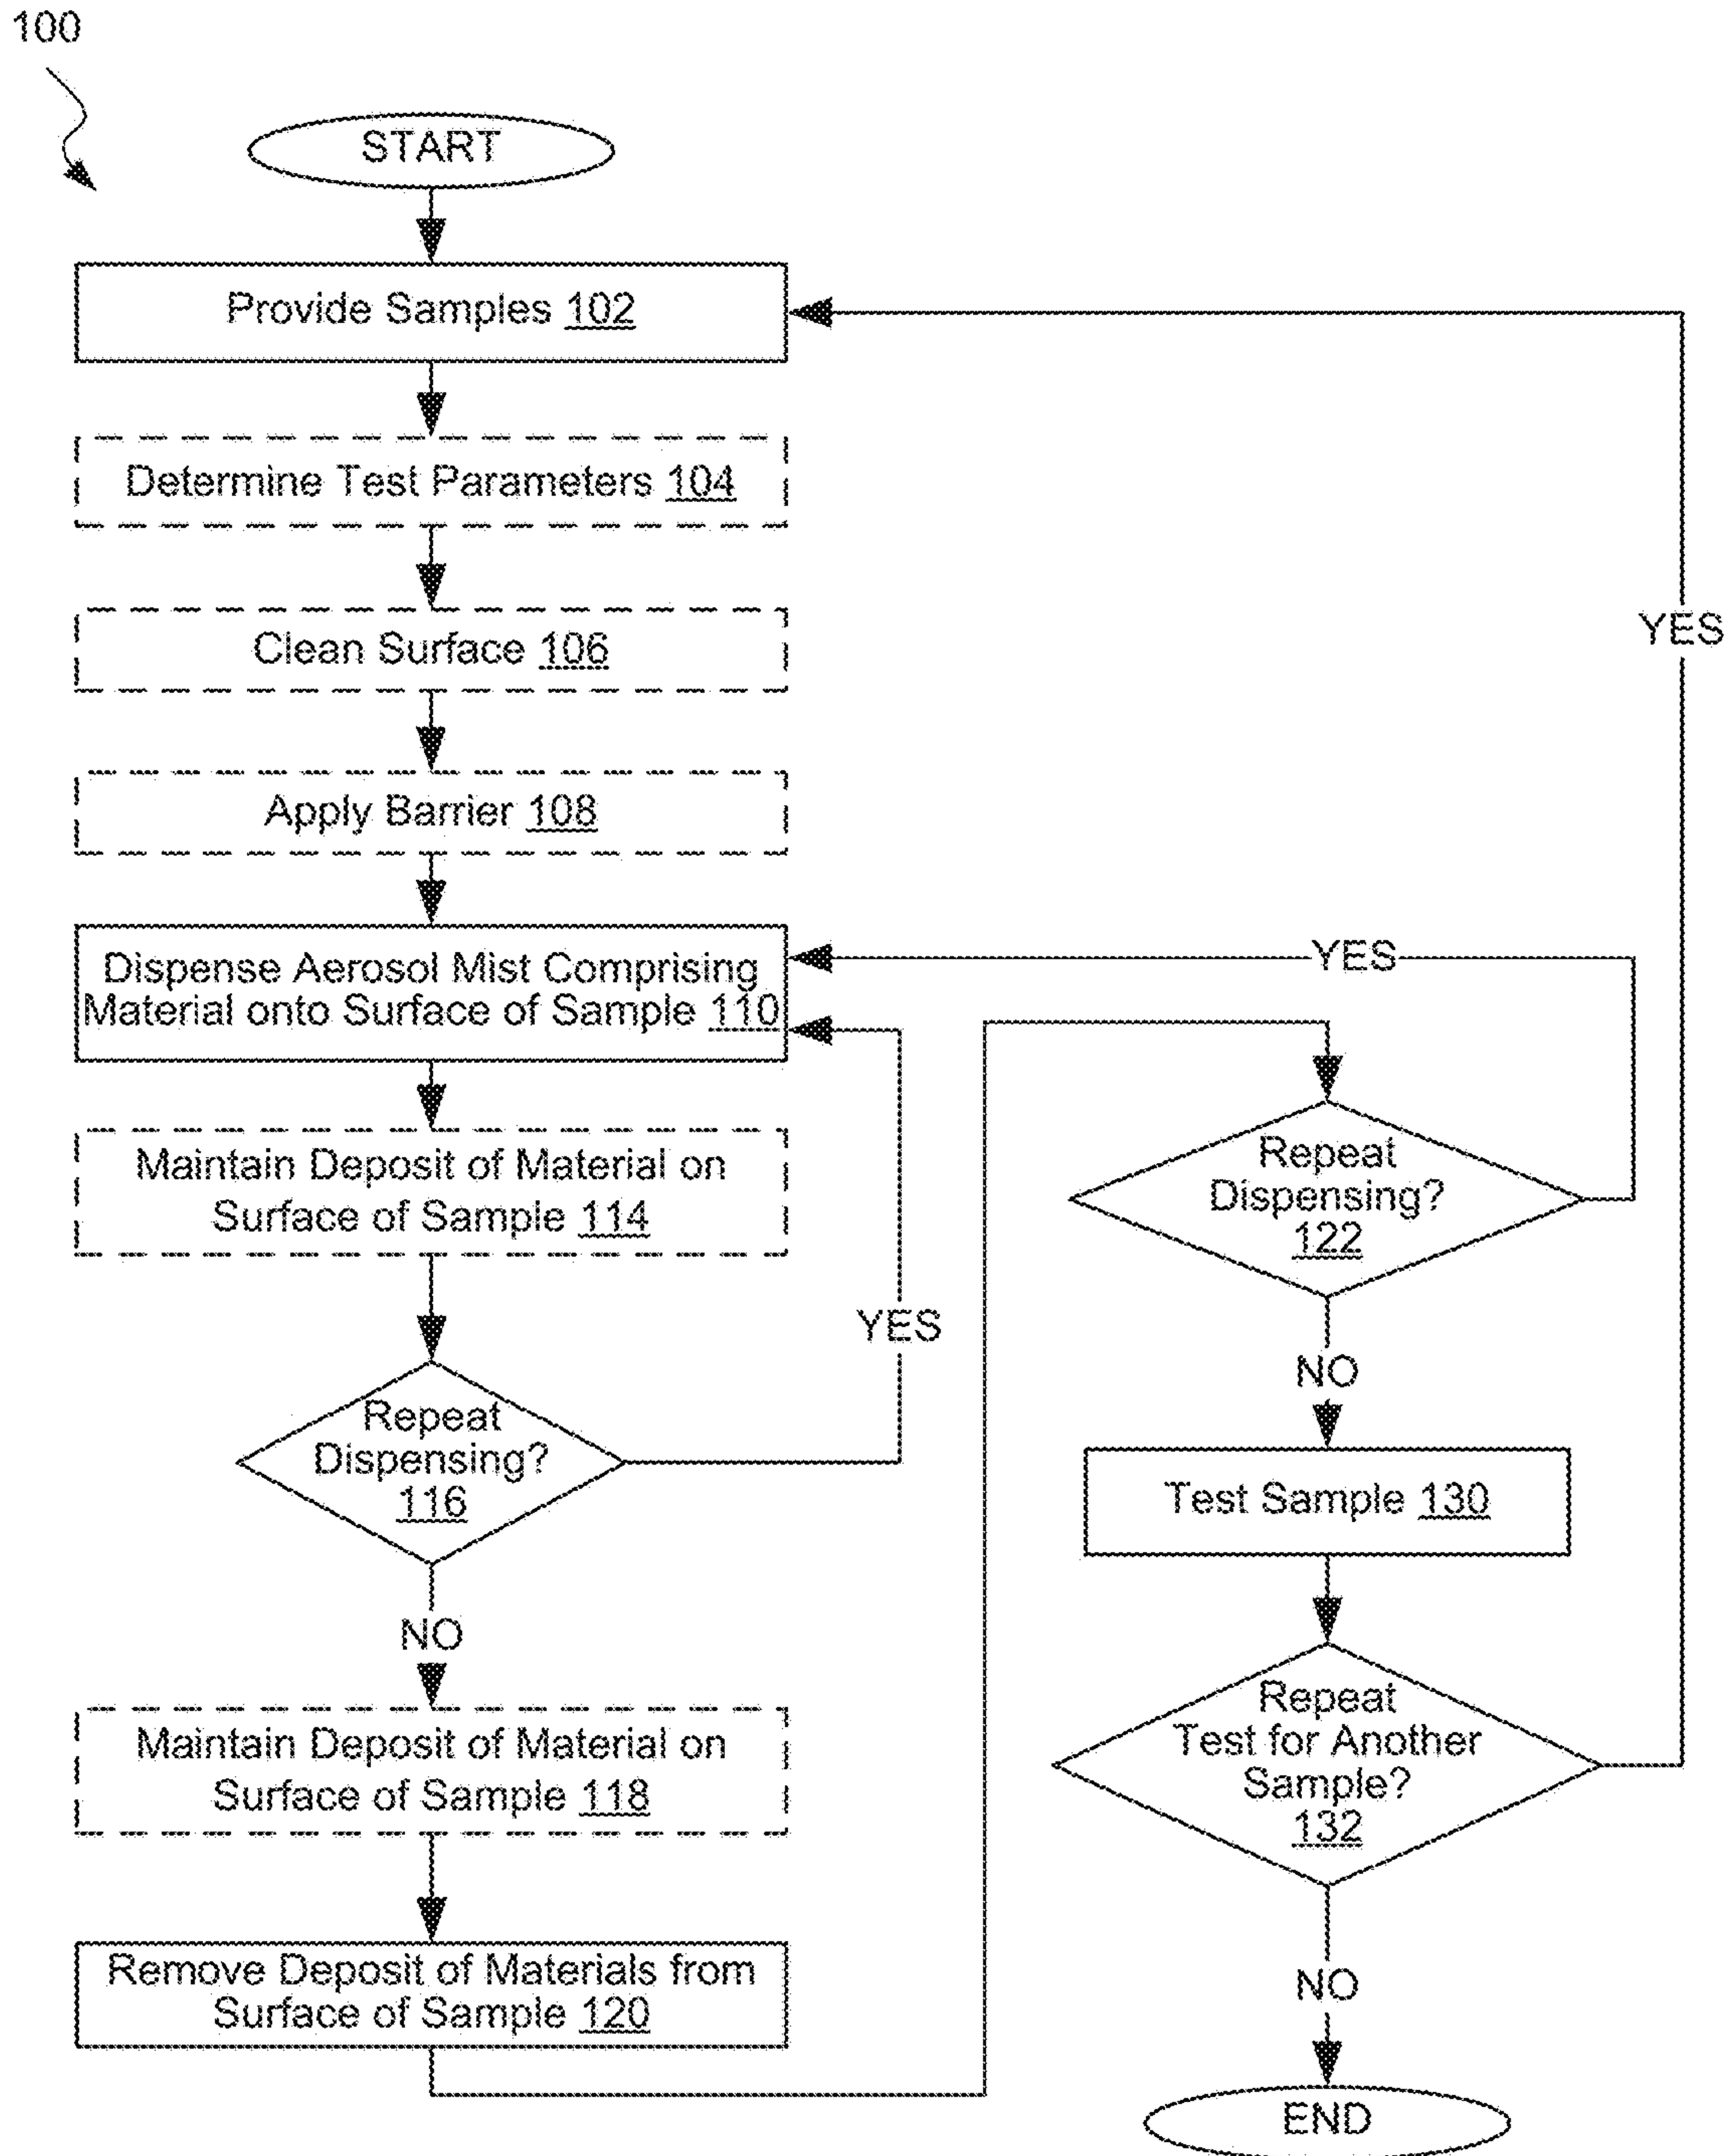 100
START
Provide Samples 102
Determine Test Parameters 104
Clean Surface 106
Apply Barrier 108
Dispense Aerosol Mist Comprising
Material onto Surface of Sample 110
Maintain Deposit of Material on
Surface of Sample 114
Repeat
Dispensing?
116
YES
NO
Maintain Deposit of Material on
Surface of Sample 118
Remove Deposit of Materials from
Surface of Sample 120
Repeat
Dispensing?
122
YES
NO
Test Sample 130
Repeat
Test for Another
Sample?
132
YES
NO
END